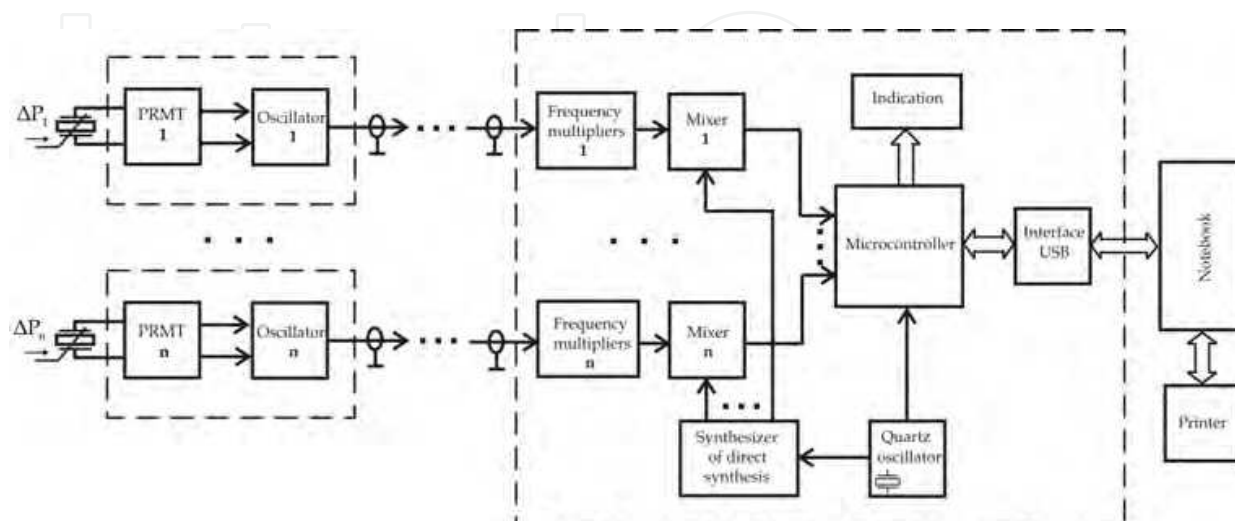 ΔP₁
PRMT
1
Oscillator
1
Frequency
multipliers
1
Mixer
1
Indication
Microcontroller
Interface
USB
Notebook
ΔPₙ
PRMT
n
Oscillator
n
Frequency
multipliers
n
Mixer
n
Synthesizer
of direct
synthesis
Quartz
oscillator
Printer